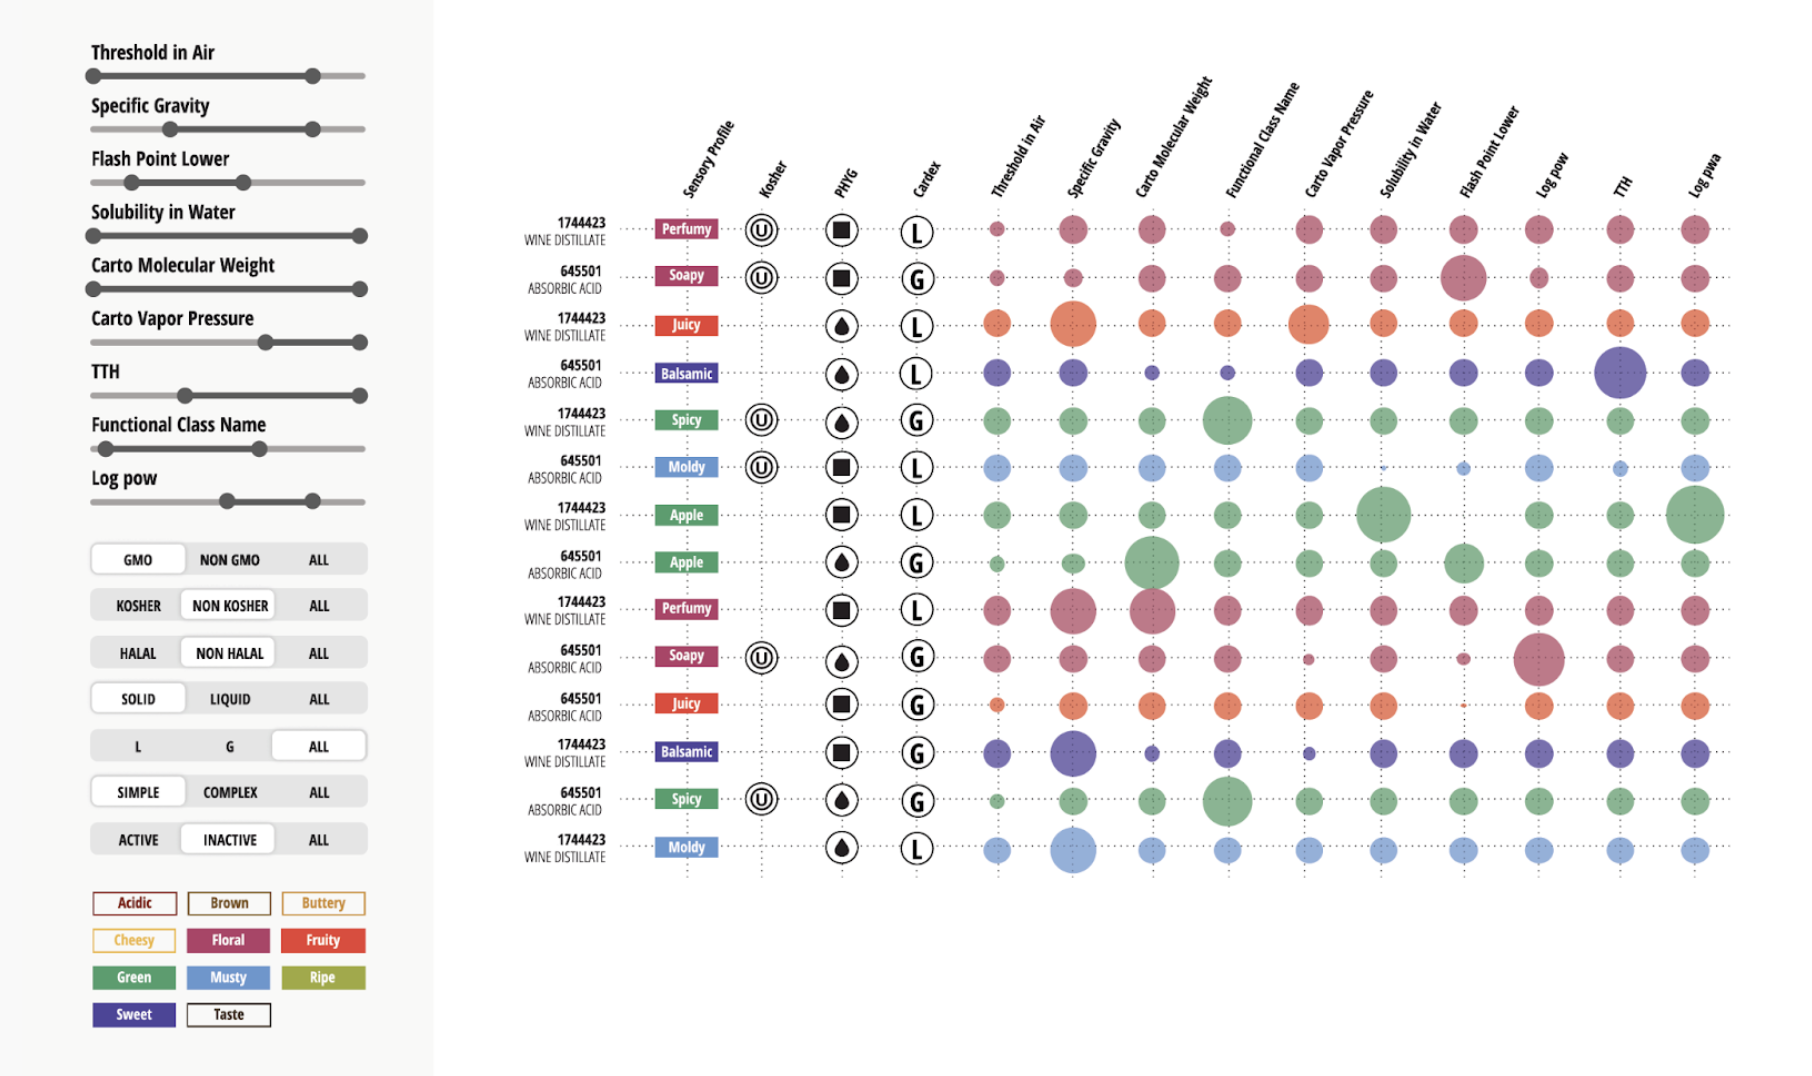 Threshold in Air
Specific Gravity
Flash Point Lower
Solubility in Water
Carto Molecular Weight
Carto Vapor Pressure
TTH
Functional Class Name
Log pow
GMO NON GMO ALL
KOSHER NON KOSHER ALL
HALAL NON HALAL ALL
SOLID LIQUID ALL
L G ALL
SIMPLE COMPLEX ALL
ACTIVE INACTIVE ALL
Acidic Brown Buttery
Cheesy Floral Fruity
Green Musty Ripe
Sweet Taste
Sensory Profile
Kosher
PHYG
Cardex
Threshold in Air
Specific Gravity
Carto Molecular Weight
Functional Class Name
Carto Vapor Pressure
Solubility in Water
Flash Point Lower
Log pow
TTH
Log pwa
1744423
WINE DISTILLATE
Perfumy U L
645501
ABSORBIC ACID
Soapy U G
1744423
WINE DISTILLATE
Juicy L
645501
ABSORBIC ACID
Balsamic L
1744423
WINE DISTILLATE
Spicy U G
645501
ABSORBIC ACID
Moldy U L
1744423
WINE DISTILLATE
Apple L
645501
ABSORBIC ACID
Apple G
1744423
WINE DISTILLATE
Perfumy L
645501
ABSORBIC ACID
Soapy U G
645501
ABSORBIC ACID
Juicy G
1744423
WINE DISTILLATE
Balsamic G
645501
ABSORBIC ACID
Spicy U G
1744423
WINE DISTILLATE
Moldy L